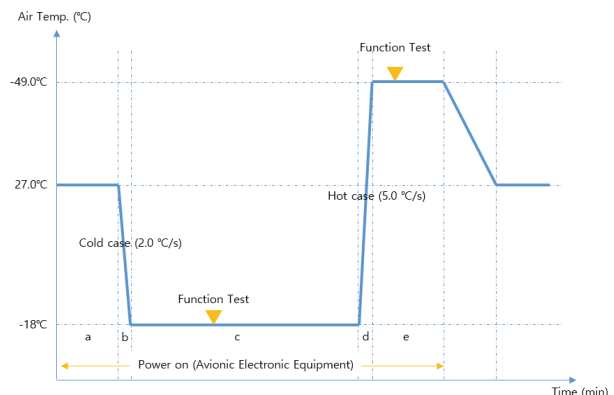 Air Temp. (℃)
Function Test
-49.0℃
27.0℃
Hot case (5.0 ℃/s)
Cold case (2.0 ℃/s)
Function Test
-18℃
a b c d e
Power on (Avionic Electronic Equipment)
Time (min)